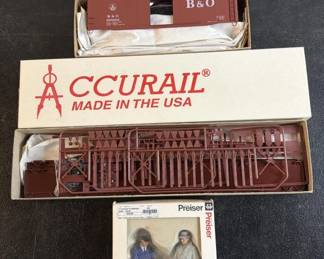 B & O
B&O
ACCURAIL®
MADE IN THE USA
Preiser
Preiser